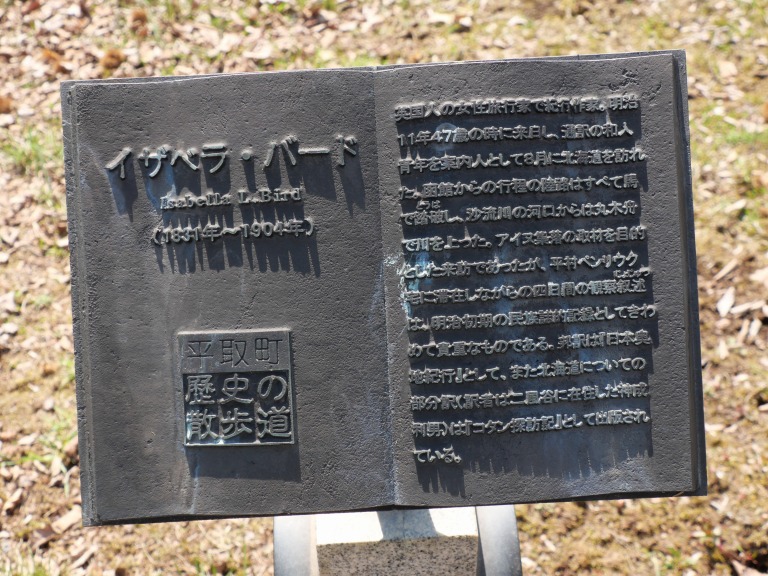 イザベラ・バード
Isabella L.Bird
(1831年〜1904年)
平取町
歴史の
散歩道
英国人の女性旅行家で紀行作家。明治
11年47歳の時に来日し、通訳の和人
青年を案内人として8月に北海道を訪れ
た。函館からの行程の陸路はすべて馬
とうは
で踏破し、沙流川の河口からは丸木舟
で川を上った。アイヌ集落の取材を目的
とした来訪であったが、平村ペンリウク
じょじゅつ
宅に滞在しながらの四日間の観察叙述
は、明治初期の民族誌的記録としてきわ
めて貴重なものである。邦訳は『日本奥
地紀行』として、また北海道についての
部分訳(訳者は二風谷に在住した神成
利男)は『コタン探訪記』として出版され
ている。